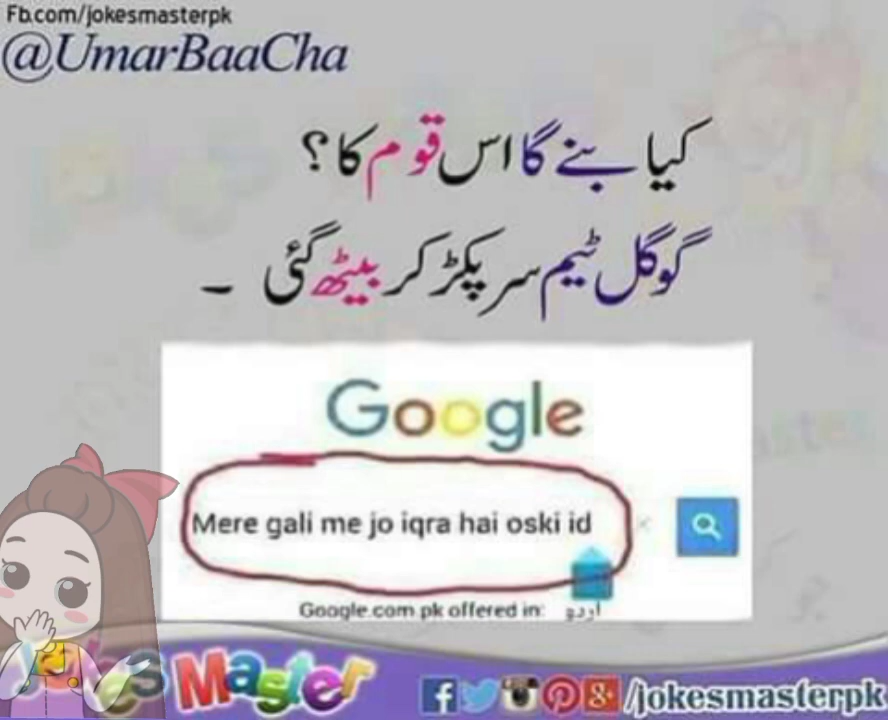 Fb.com/jokesmasterpk
@UmarBaaCha
کیا بنے گا اس قوم کا؟
گوگل ٹیم سر پکڑ کر بیٹھ گئی ۔
Google
Mere gali me jo iqra hai oski id
Google.com.pk offered in: اردو
Jokes Master
/jokesmasterpk